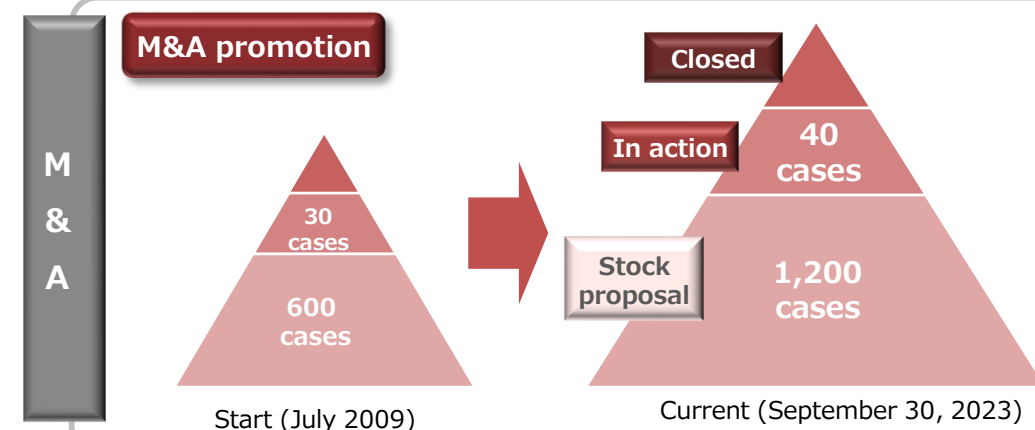 M
&
A
M&A promotion
30
cases
600
cases
Start (July 2009)
Closed
In action
40
cases
Stock
proposal
1,200
cases
Current (September 30, 2023)